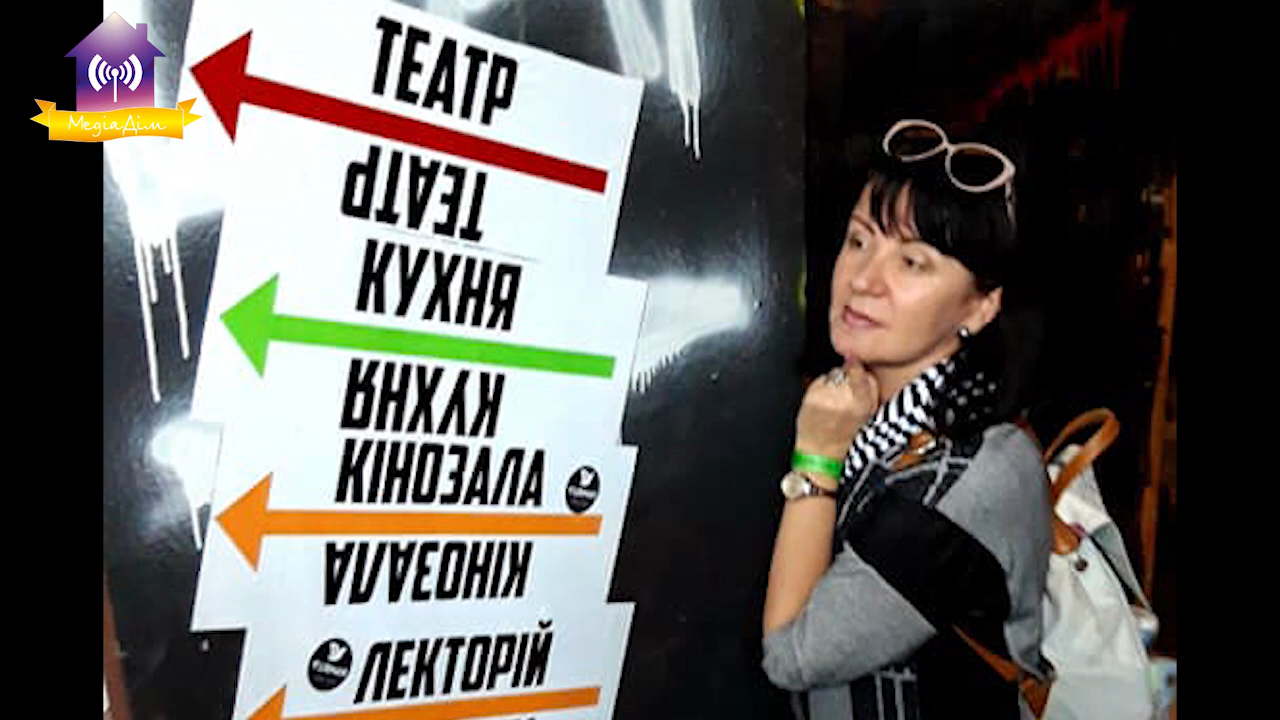 МедіаДім
ТЕАТР
ТЕАТР
КУХНЯ
КУХНЯ
КІНОЗАЛА
КІНОЗАЛА
ЛЕКТОРІЙ